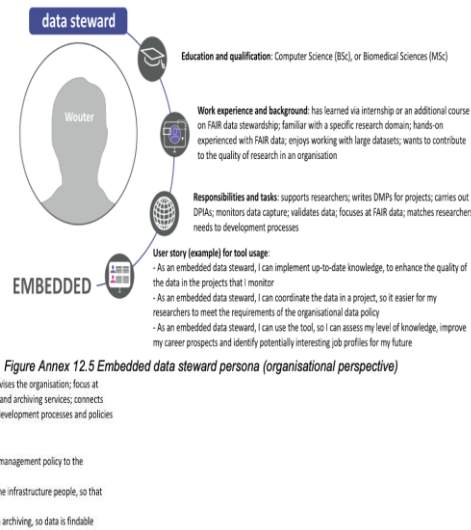 data steward
Wouter
Education and qualification: Computer Science (BSc), or Biomedical Sciences (MSc)
Work experience and background: has learned via internship or an additional course
on FAIR data stewardship; familiar with a specific research domain; hands-on
experienced with FAIR data; enjoys working with large datasets; wants to contribute
to the quality of research in an organisation
Responsibilities and tasks: supports researchers; writes DMPs for projects; carries out
DPIAs; monitors data capture; validates data; focuses at FAIR data; matches researchers
needs to development processes
EMBEDDED
User story (example) for tool usage:
- As an embedded data steward, I can implement up-to-date knowledge, to enhance the quality of
the data in the projects that I monitor
- As an embedded data steward, I can coordinate the data in a project, so it easier for my
researchers to meet the requirements of the organisational data policy
- As an embedded data steward, I can use the tool, so I can assess my level of knowledge, improve
my career prospects and identify potentially interesting job profiles for my future
Figure Annex 12.5 Embedded data steward persona (organisational perspective)
vises the organisation; focus at
and archiving services; connects
development processes and policies
management policy to the
ne infrastructure people, so that
archiving, so data is findable